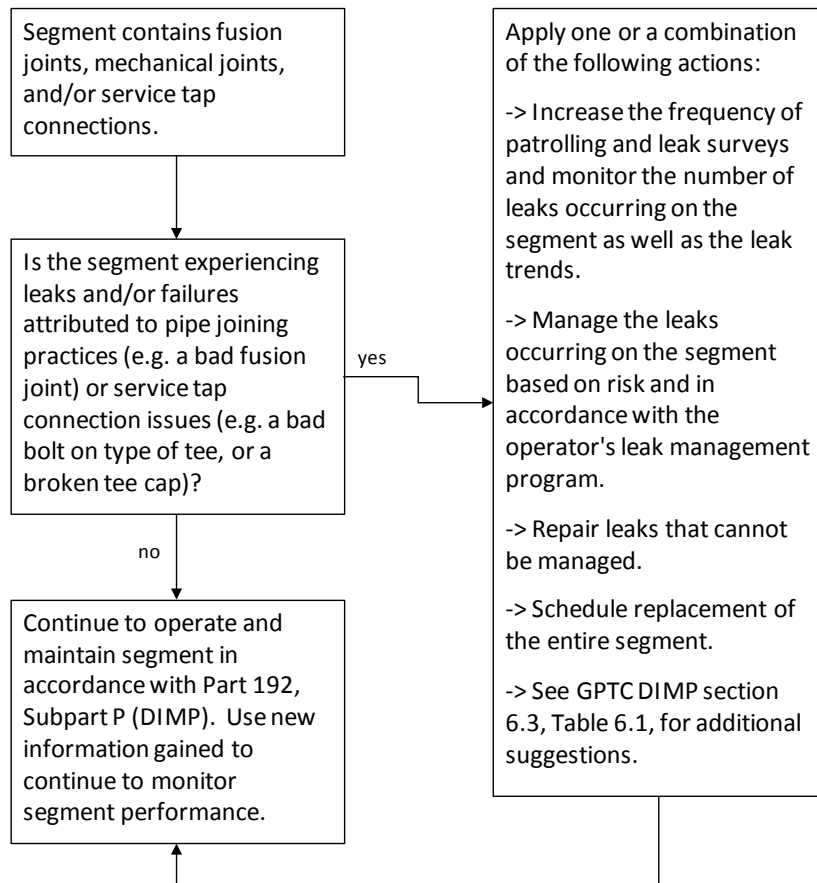 Segment contains fusion
joints, mechanical joints,
and/or service tap
connections.
Is the segment experiencing
leaks and/or failures
attributed to pipe joining
practices (e.g. a bad fusion
joint) or service tap
connection issues (e.g. a bad
bolt on type of tee, or a
broken tee cap)?
yes
no
Continue to operate and
maintain segment in
accordance with Part 192,
Subpart P (DIMP).  Use new
information gained to
continue to monitor
segment performance.
Apply one or a combination
of the following actions:
-> Increase the frequency of
patrolling and leak surveys
and monitor the number of
leaks occurring on the
segment as well as the leak
trends.
-> Manage the leaks
occurring on the segment
based on risk and in
accordance with the
operator's leak management
program.
-> Repair leaks that cannot
be managed.
-> Schedule replacement of
the entire segment.
-> See GPTC DIMP section
6.3, Table 6.1, for additional
suggestions.